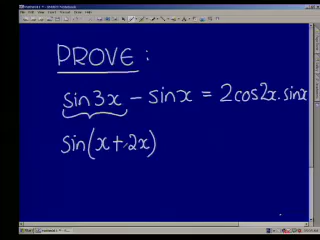 PROVE:
sin3x - sinx = 2cos2x.sinx
sin(x+2x)